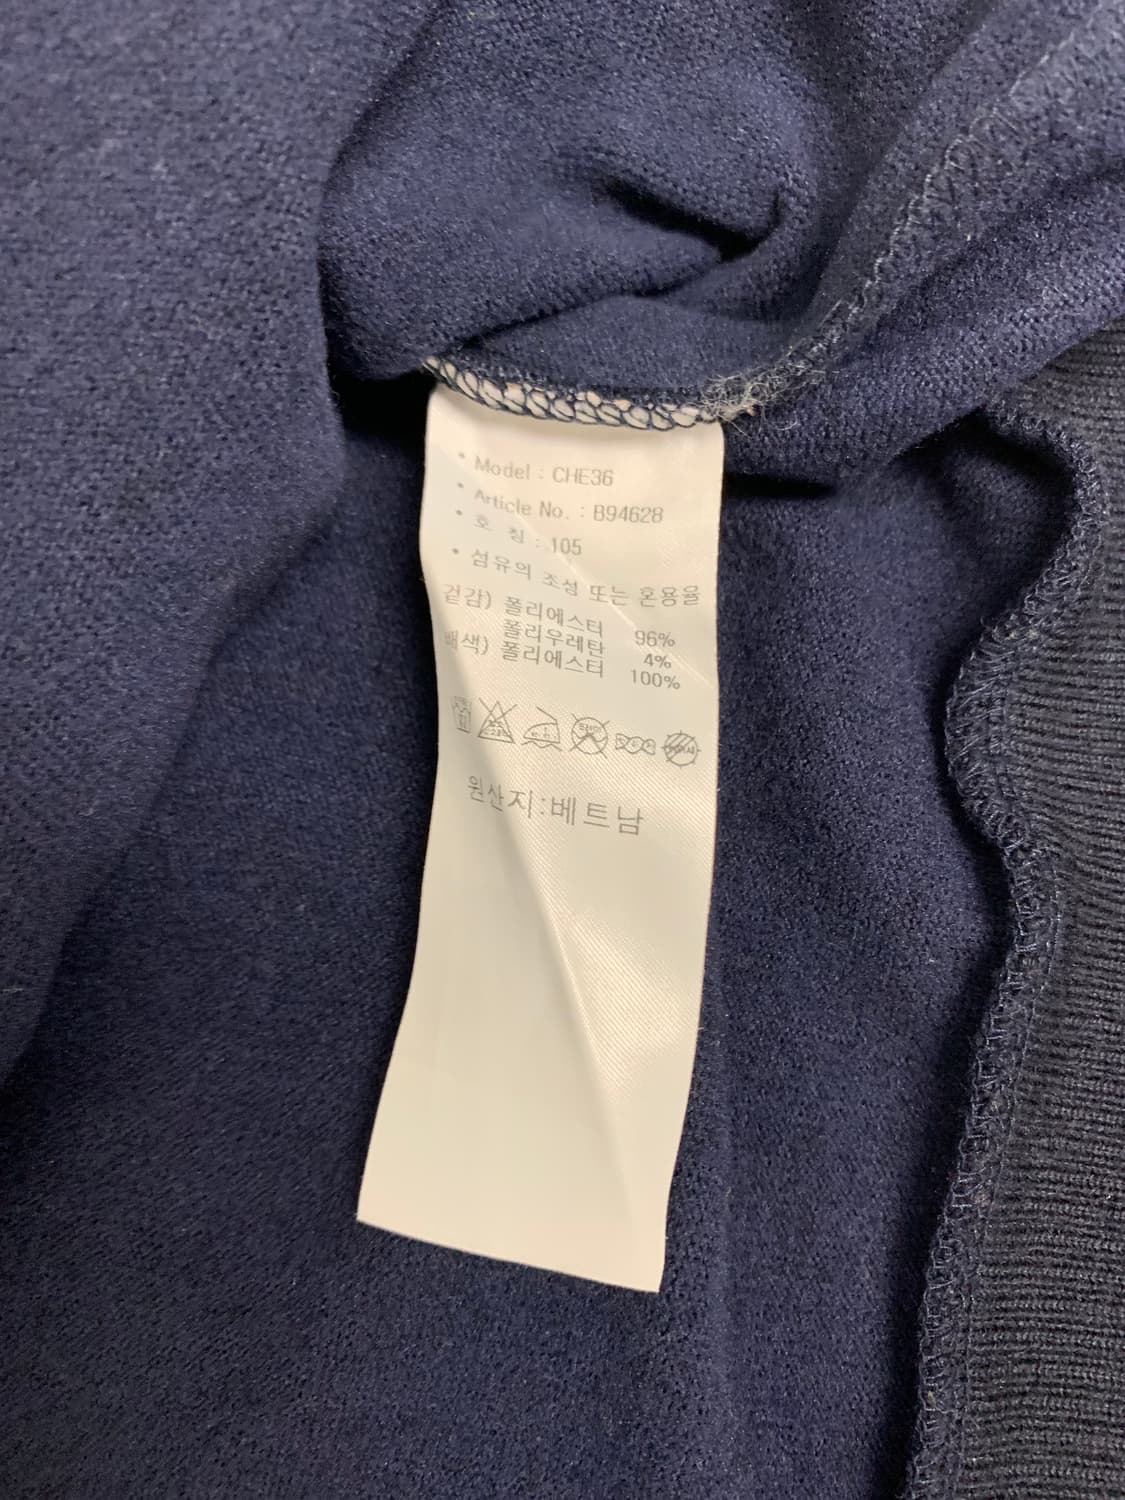 • Model : CHE36
• Article No. : B94628
• 호 칭 : 105
• 섬유의 조성 또는 혼용율
겉감) 폴리에스터 96%
폴리우레탄 4%
배색) 폴리에스터 100%
원산지:베트남